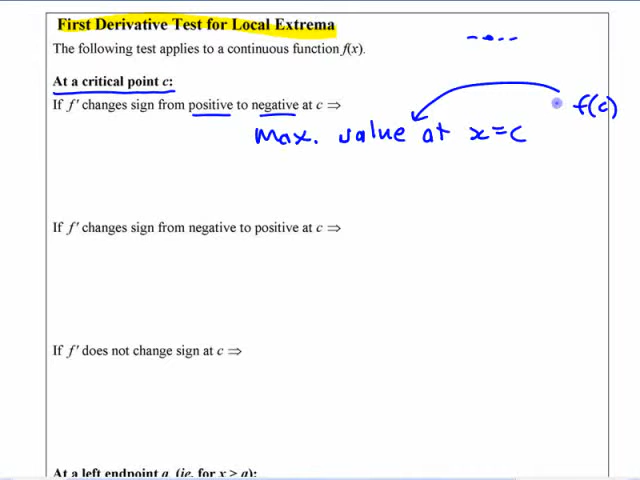 First Derivative Test for Local Extrema
The following test applies to a continuous function f(x).
At a critical point c:
If f′ changes sign from positive to negative at c ⇒
f(c)
max. value at x=c
If f′ changes sign from negative to positive at c ⇒
If f′ does not change sign at c ⇒
At a left endpoint a (ie. for x > a):